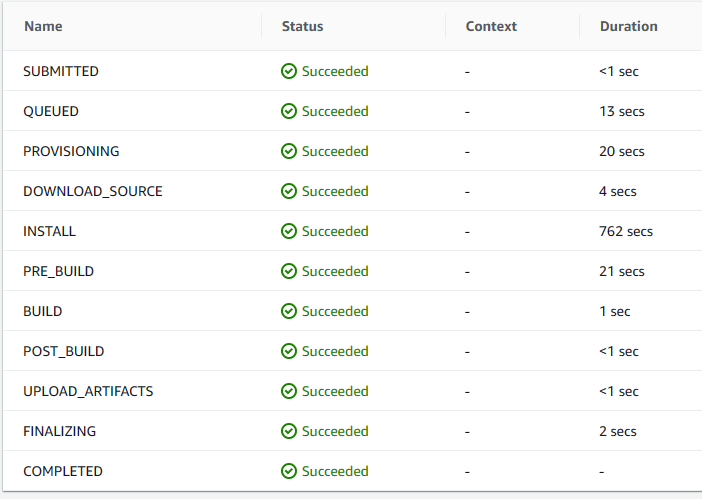 Name Status Context Duration
SUBMITTED Succeeded - <1 sec
QUEUED Succeeded - 13 secs
PROVISIONING Succeeded - 20 secs
DOWNLOAD_SOURCE Succeeded - 4 secs
INSTALL Succeeded - 762 secs
PRE_BUILD Succeeded - 21 secs
BUILD Succeeded - 1 sec
POST_BUILD Succeeded - <1 sec
UPLOAD_ARTIFACTS Succeeded - <1 sec
FINALIZING Succeeded - 2 secs
COMPLETED Succeeded - -